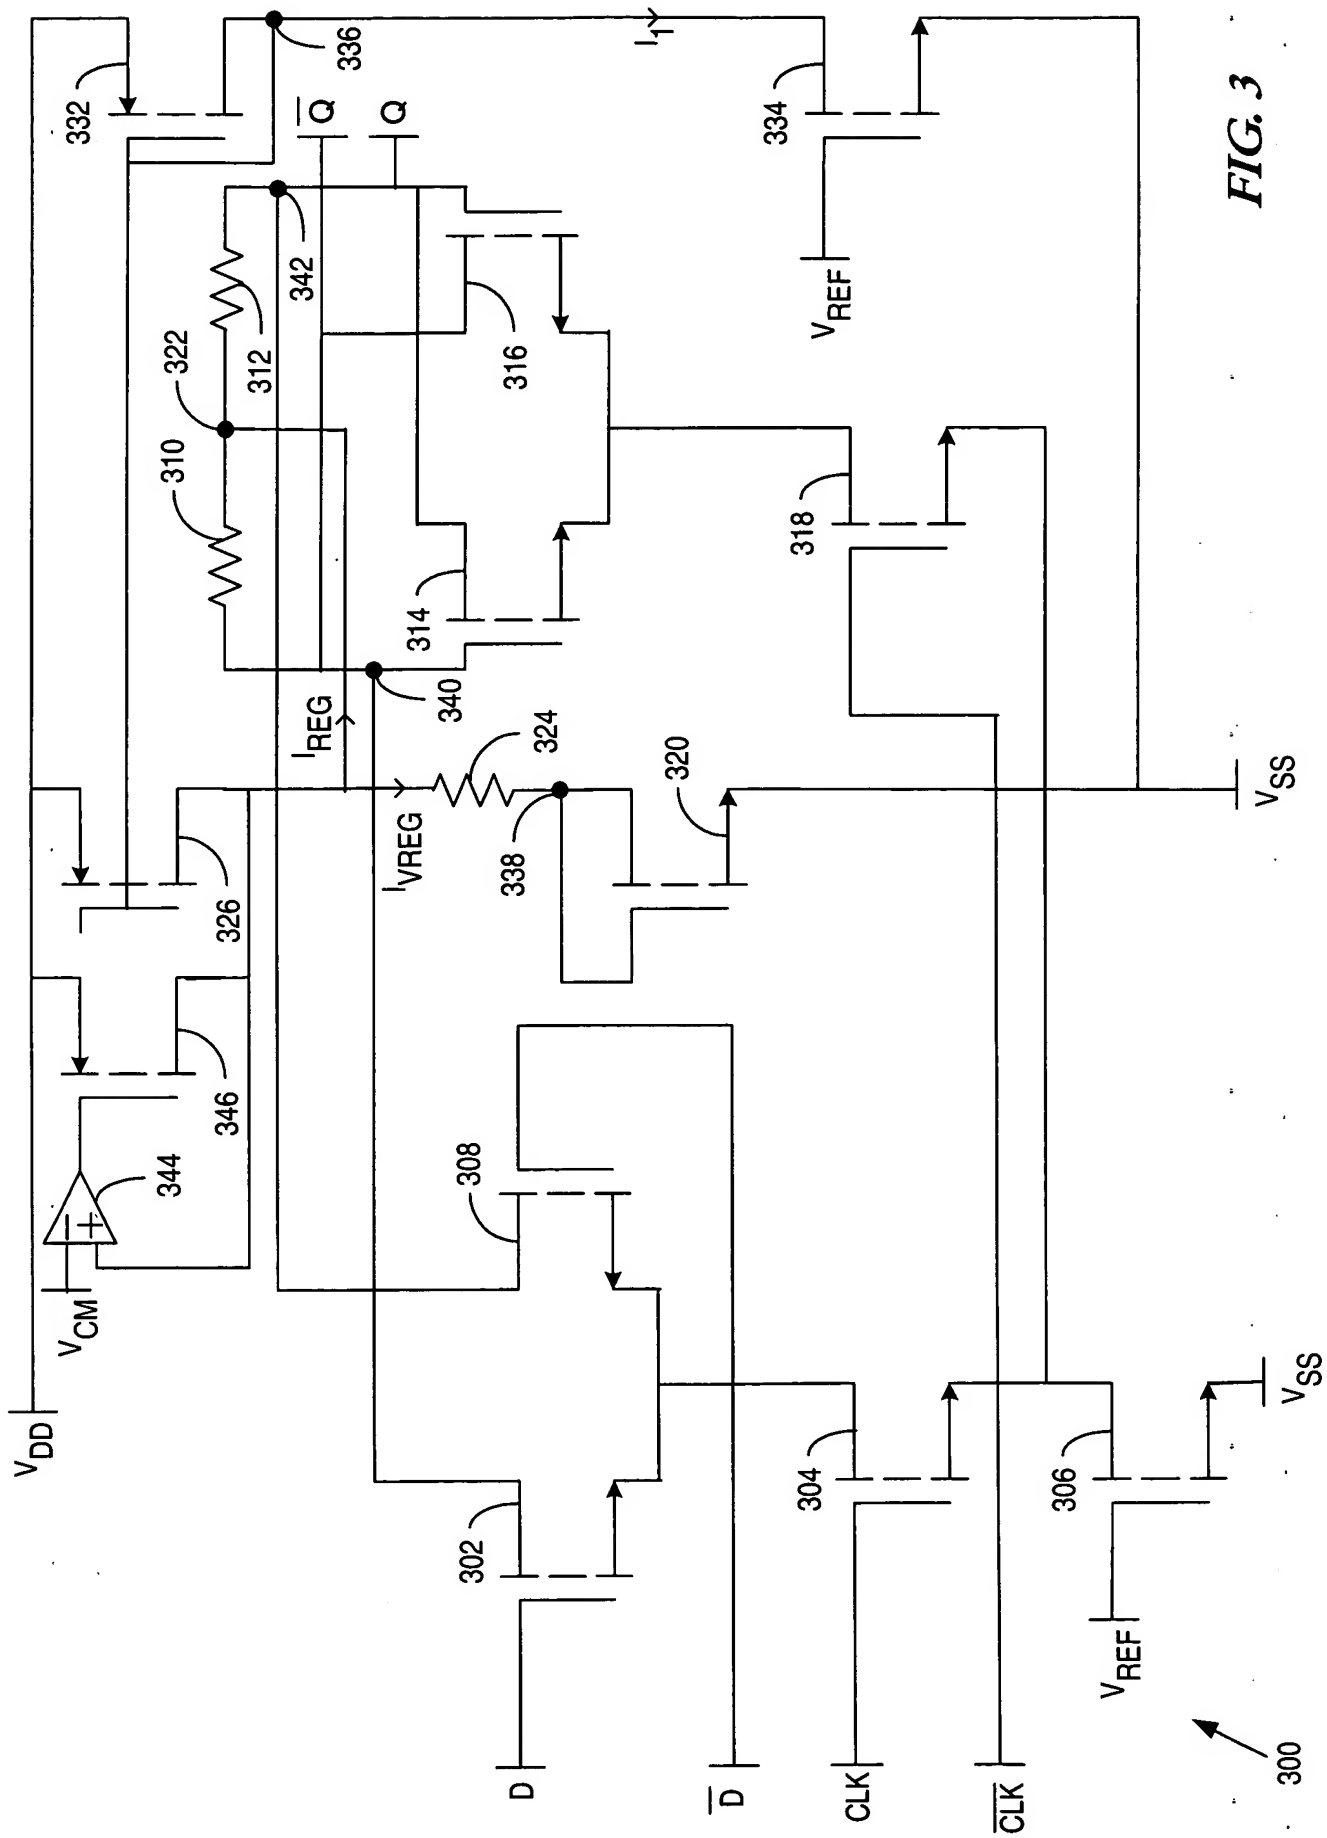 V_DD
V_CM
344
346
326
332
336
I_1
310
322
312
342
Q̅
Q
I_REG
I_VREG
340
314
316
324
338
320
302
308
318
334
V_REF
304
306
V_REF
V_SS
V_SS
D
D̅
CLK
C̅L̅K̅
300
FIG. 3